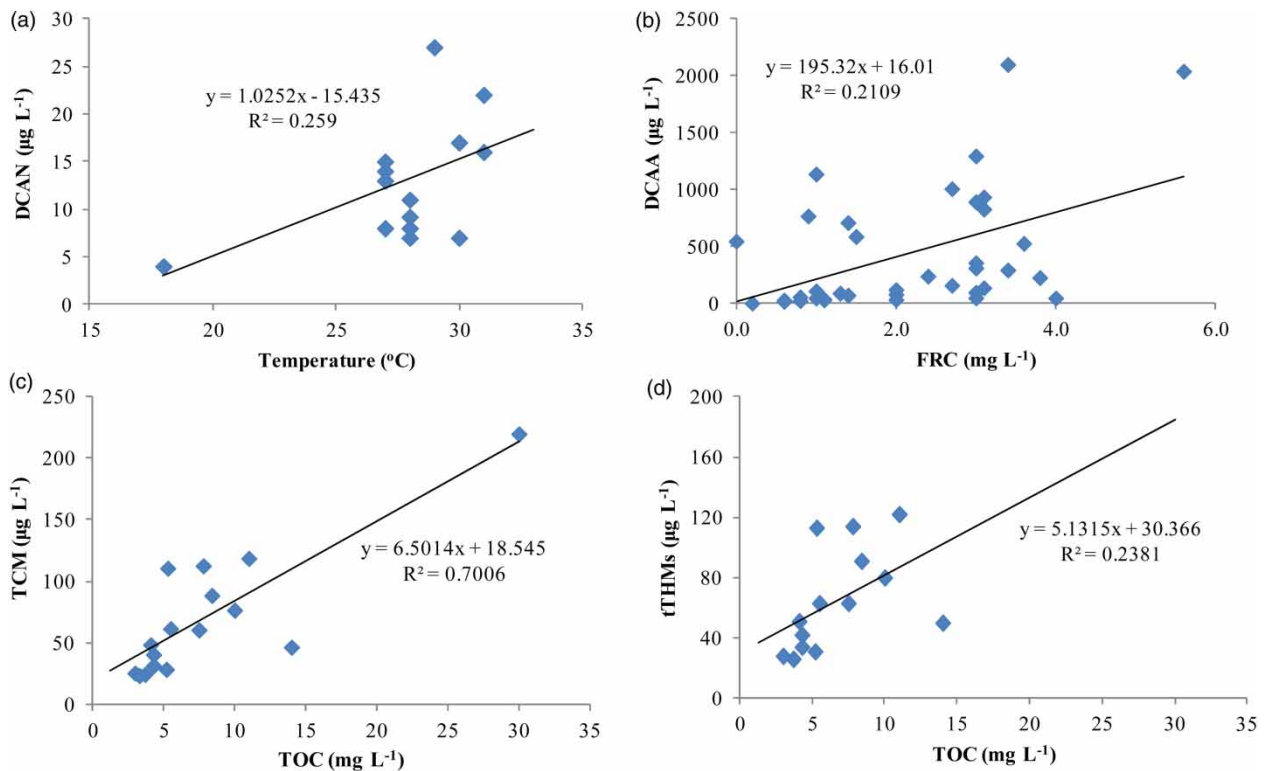 (a)
30
25
20
15
10
5
0
DCAN (µg L⁻¹)
y = 1.0252x - 15.435
R² = 0.259
15 20 25 30 35
Temperature (ºC)
(b)
2500
2000
1500
1000
500
0
DCAA (µg L⁻¹)
y = 195.32x + 16.01
R² = 0.2109
0.0 2.0 4.0 6.0
FRC (mg L⁻¹)
(c)
250
200
150
100
50
0
TCM (µg L⁻¹)
y = 6.5014x + 18.545
R² = 0.7006
0 5 10 15 20 25 30 35
TOC (mg L⁻¹)
(d)
200
160
120
80
40
0
tTHMs (µg L⁻¹)
y = 5.1315x + 30.366
R² = 0.2381
0 5 10 15 20 25 30 35
TOC (mg L⁻¹)